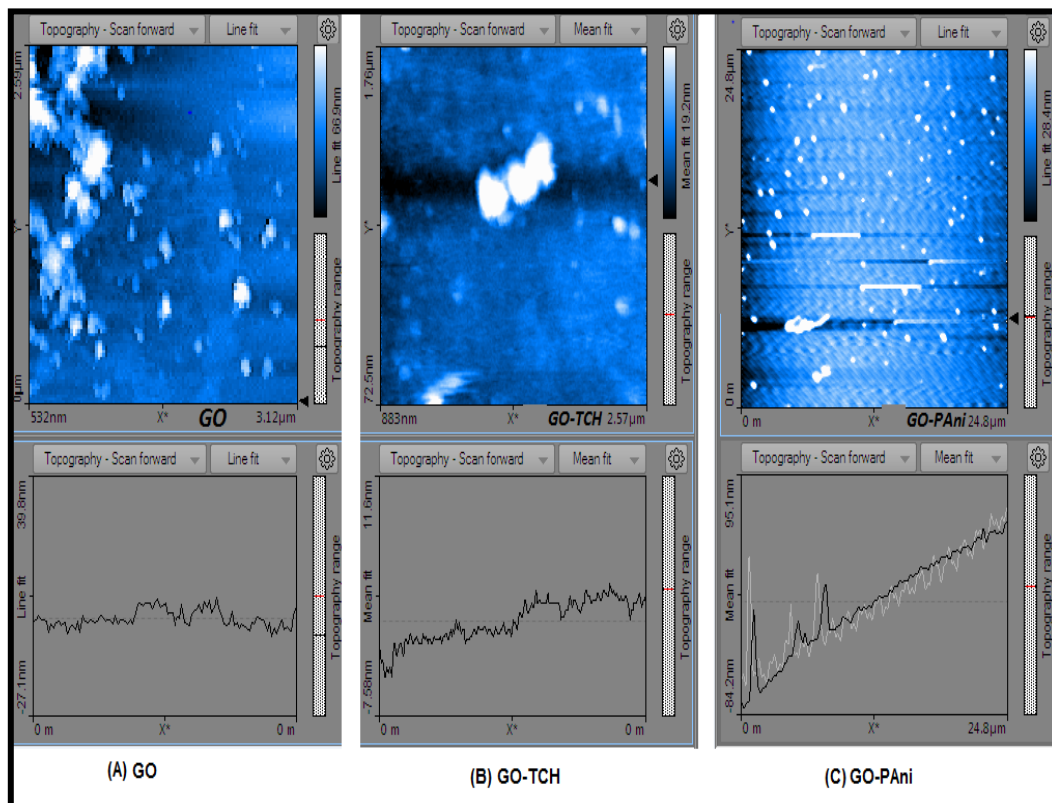 Topography - Scan forward
Line fit
2.59µm
Y*
0µm
532nm
X*
GO
3.12µm
Line fit 66.9nm
Topography range
Topography - Scan forward
Line fit
39.8nm
Line fit
-27.1nm
0 m
X*
0 m
Topography range
(A) GO
Topography - Scan forward
Mean fit
1.76µm
Y*
72.5nm
883nm
X*
GO-TCH
2.57µm
Mean fit 19.2nm
Topography range
Topography - Scan forward
Mean fit
11.6nm
Mean fit
-7.58nm
0 m
X*
0 m
Topography range
(B) GO-TCH
Topography - Scan forward
Line fit
24.8µm
Y*
0 m
0 m
X*
GO-PAni
24.8µm
Line fit 28.4nm
Topography range
Topography - Scan forward
Mean fit
95.1nm
Mean fit
-84.2nm
0 m
X*
24.8µm
Topography range
(C) GO-PAni